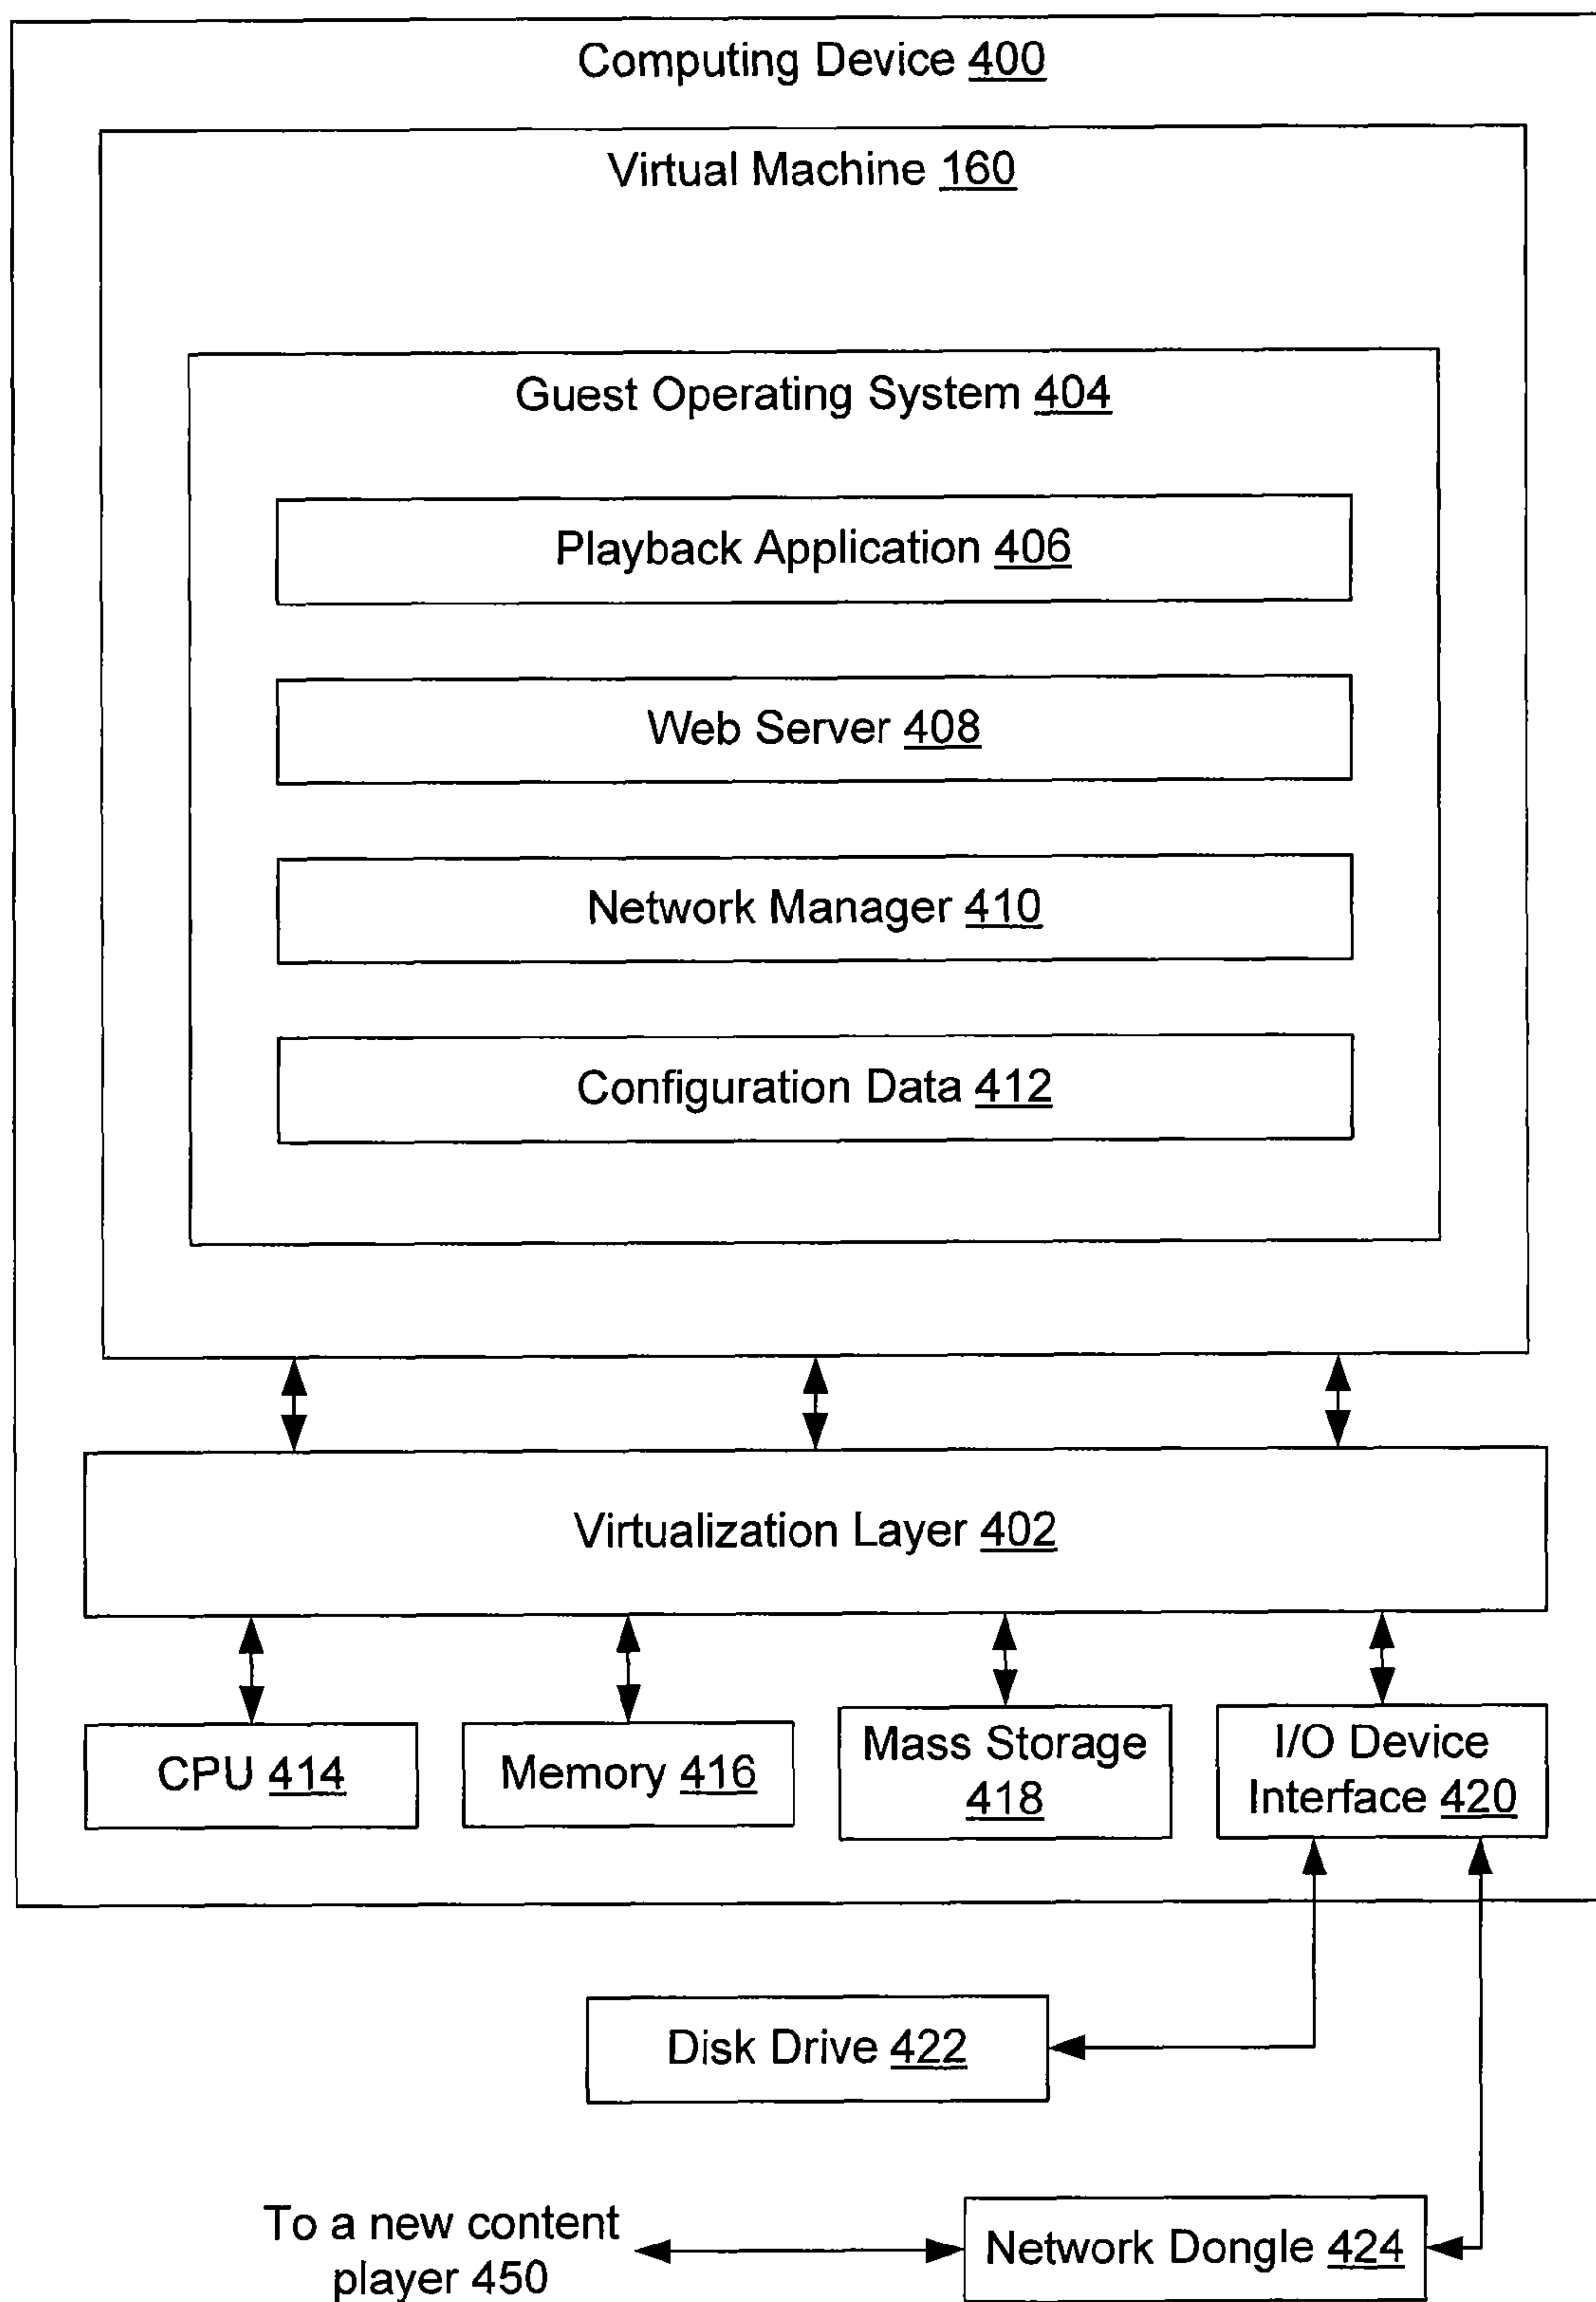 Computing Device 400
Virtual Machine 160
Guest Operating System 404
Playback Application 406
Web Server 408
Network Manager 410
Configuration Data 412
Virtualization Layer 402
CPU 414
Memory 416
Mass Storage
418
I/O Device
Interface 420
Disk Drive 422
To a new content
player 450
Network Dongle 424